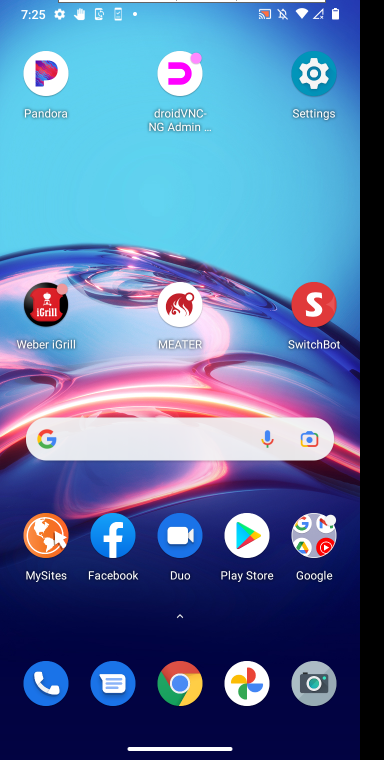 7:25
Pandora
droidVNC-
NG Admin ...
Settings
iGrill
Weber iGrill
MEATER
SwitchBot
MySites
Facebook
Duo
Play Store
Google